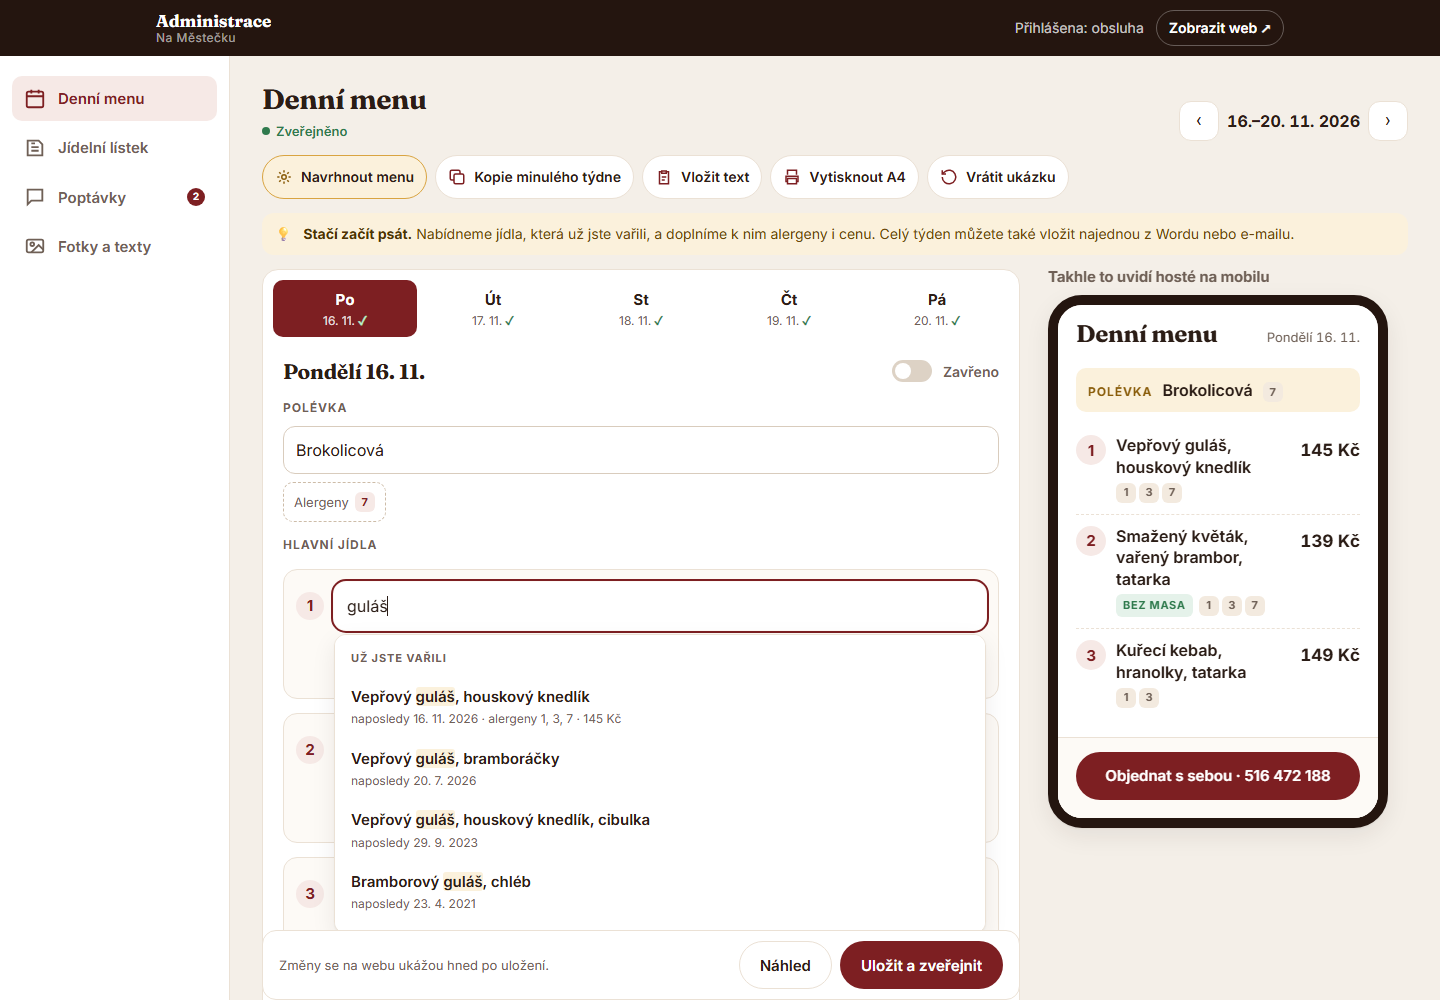 Administrace
Na Městečku
Přihlášena: obsluha
Zobrazit web ↗
Denní menu
Jídelní lístek
Poptávky
2
Fotky a texty
Denní menu
Zveřejněno
‹ 16.–20. 11. 2026 ›
Navrhnout menu
Kopie minulého týdne
Vložit text
Vytisknout A4
Vrátit ukázku
Stačí začít psát. Nabídneme jídla, která už jste vařili, a doplníme k nim alergeny i cenu. Celý týden můžete také vložit najednou z Wordu nebo e-mailu.
Po
16. 11. ✓
Út
17. 11. ✓
St
18. 11. ✓
Čt
19. 11. ✓
Pá
20. 11. ✓
Pondělí 16. 11.
Zavřeno
POLÉVKA
Brokolicová
Alergeny 7
HLAVNÍ JÍDLA
1
guláš
UŽ JSTE VAŘILI
Vepřový guláš, houskový knedlík
naposledy 16. 11. 2026 · alergeny 1, 3, 7 · 145 Kč
Vepřový guláš, bramboráčky
naposledy 20. 7. 2026
Vepřový guláš, houskový knedlík, cibulka
naposledy 29. 9. 2023
Bramborový guláš, chléb
naposledy 23. 4. 2021
2
3
Změny se na webu ukážou hned po uložení.
Náhled
Uložit a zveřejnit
Takhle to uvidí hosté na mobilu
Denní menu
Pondělí 16. 11.
POLÉVKA Brokolicová 7
1
Vepřový guláš,
houskový knedlík
145 Kč
1 3 7
2
Smažený květák,
vařený brambor,
tatarka
139 Kč
BEZ MASA 1 3 7
3
Kuřecí kebab,
hranolky, tatarka
149 Kč
1 3
Objednat s sebou · 516 472 188